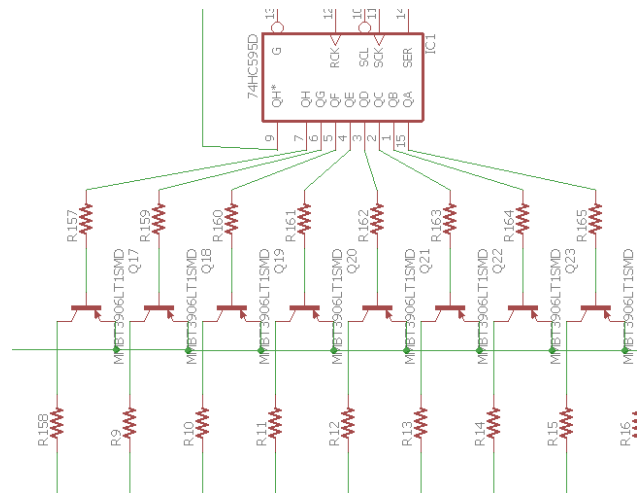 13
12
10
11
14
G
RCK
SCL
SCK
SER
IC1
74HC595D
QH*
QH
QG
QF
QE
QD
QC
QB
QA
9
7
6
5
4
3
2
1
15
R157
R159
R160
R161
R162
R163
R164
R165
MMBT3906LT1SMD
Q17
MMBT3906LT1SMD
Q18
MMBT3906LT1SMD
Q19
MMBT3906LT1SMD
Q20
MMBT3906LT1SMD
Q21
MMBT3906LT1SMD
Q22
MMBT3906LT1SMD
Q23
MMBT3906LT1SMD
R158
R9
R10
R11
R12
R13
R14
R15
R16